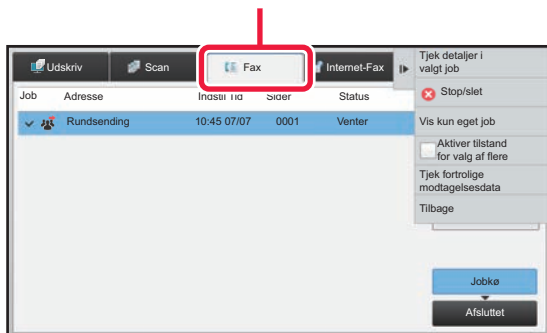 Udskriv
Scan
Fax
Internet-Fax
Tjek detaljer i
valgt job
Stop/slet
Vis kun eget job
Aktiver tilstand
for valg af flere
Tjek fortrolige
modtagelsesdata
Tilbage
Job Adresse Indstil Tid Sider Status
Rundsending 10:45 07/07 0001 Venter
Jobkø
Afsluttet